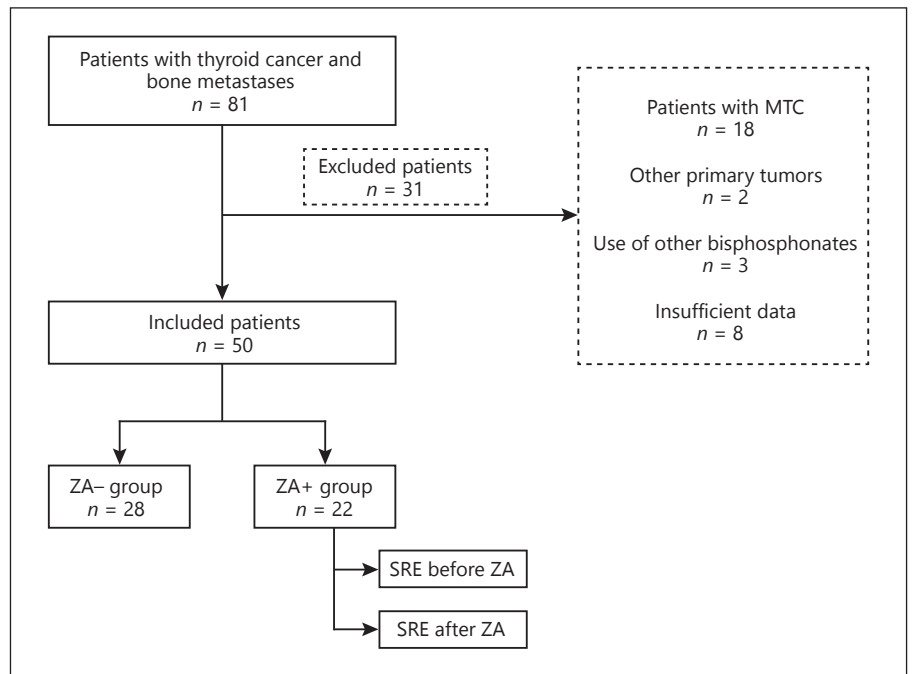 Patients with thyroid cancer and
bone metastases
n = 81
Excluded patients
n = 31
Patients with MTC
n = 18
Other primary tumors
n = 2
Use of other bisphosphonates
n = 3
Insufficient data
n = 8
Included patients
n = 50
ZA– group
n = 28
ZA+ group
n = 22
SRE before ZA
SRE after ZA